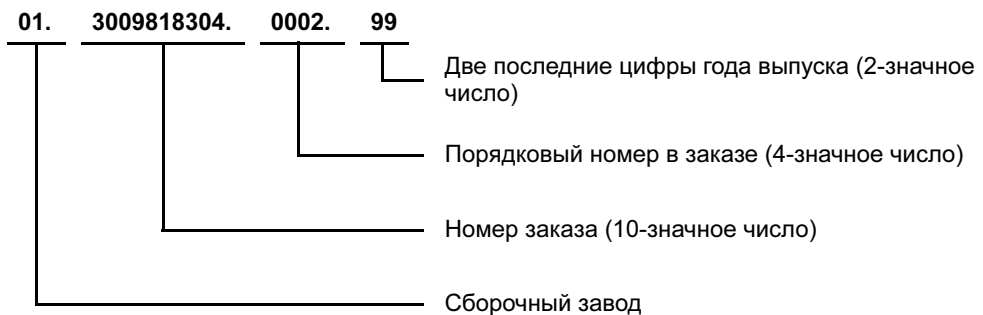 01. 3009818304. 0002. 99
Две последние цифры года выпуска (2-значное
число)
Порядковый номер в заказе (4-значное число)
Номер заказа (10-значное число)
Сборочный завод